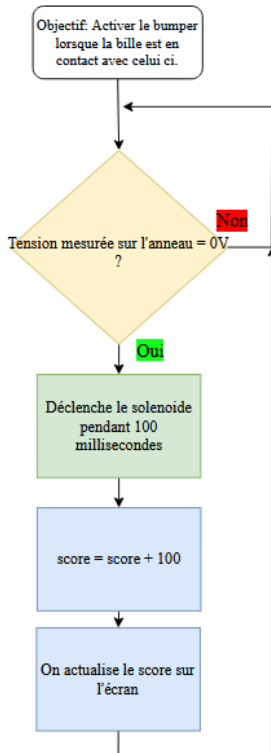 Objectif: Activer le bumper
lorsque la bille est en
contact avec celui ci.
Non
Tension mesurée sur l'anneau = 0V
?
Oui
Déclenche le solenoide
pendant 100
millisecondes
score = score + 100
On actualise le score sur
l'écran